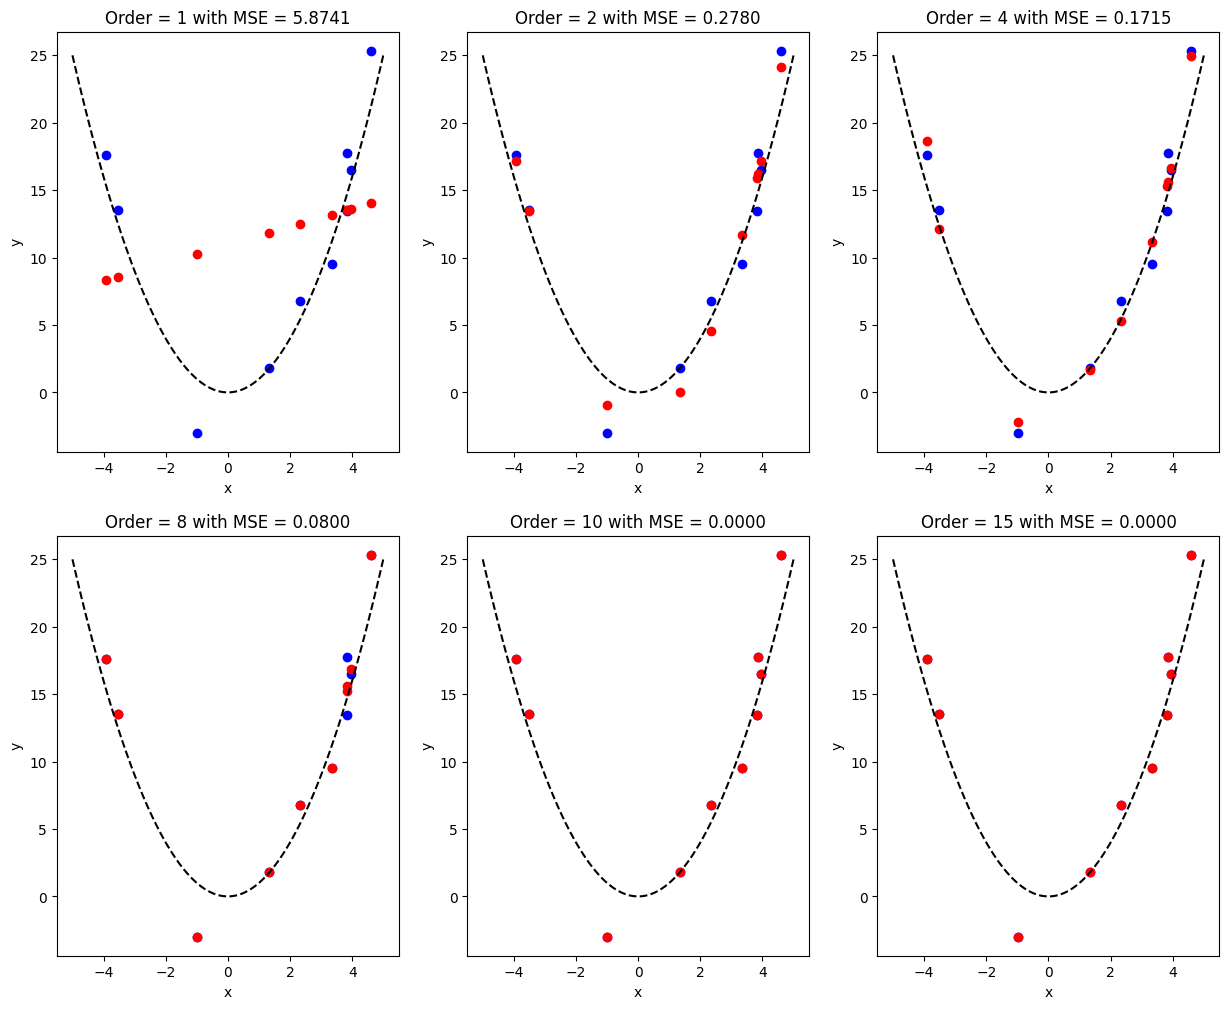 Order = 1 with MSE = 5.8741
25
20
15
10
5
0
y
−4 −2 0 2 4
x
Order = 2 with MSE = 0.2780
25
20
15
10
5
0
y
−4 −2 0 2 4
x
Order = 4 with MSE = 0.1715
25
20
15
10
5
0
y
−4 −2 0 2 4
x
Order = 8 with MSE = 0.0800
25
20
15
10
5
0
y
−4 −2 0 2 4
x
Order = 10 with MSE = 0.0000
25
20
15
10
5
0
y
−4 −2 0 2 4
x
Order = 15 with MSE = 0.0000
25
20
15
10
5
0
y
−4 −2 0 2 4
x